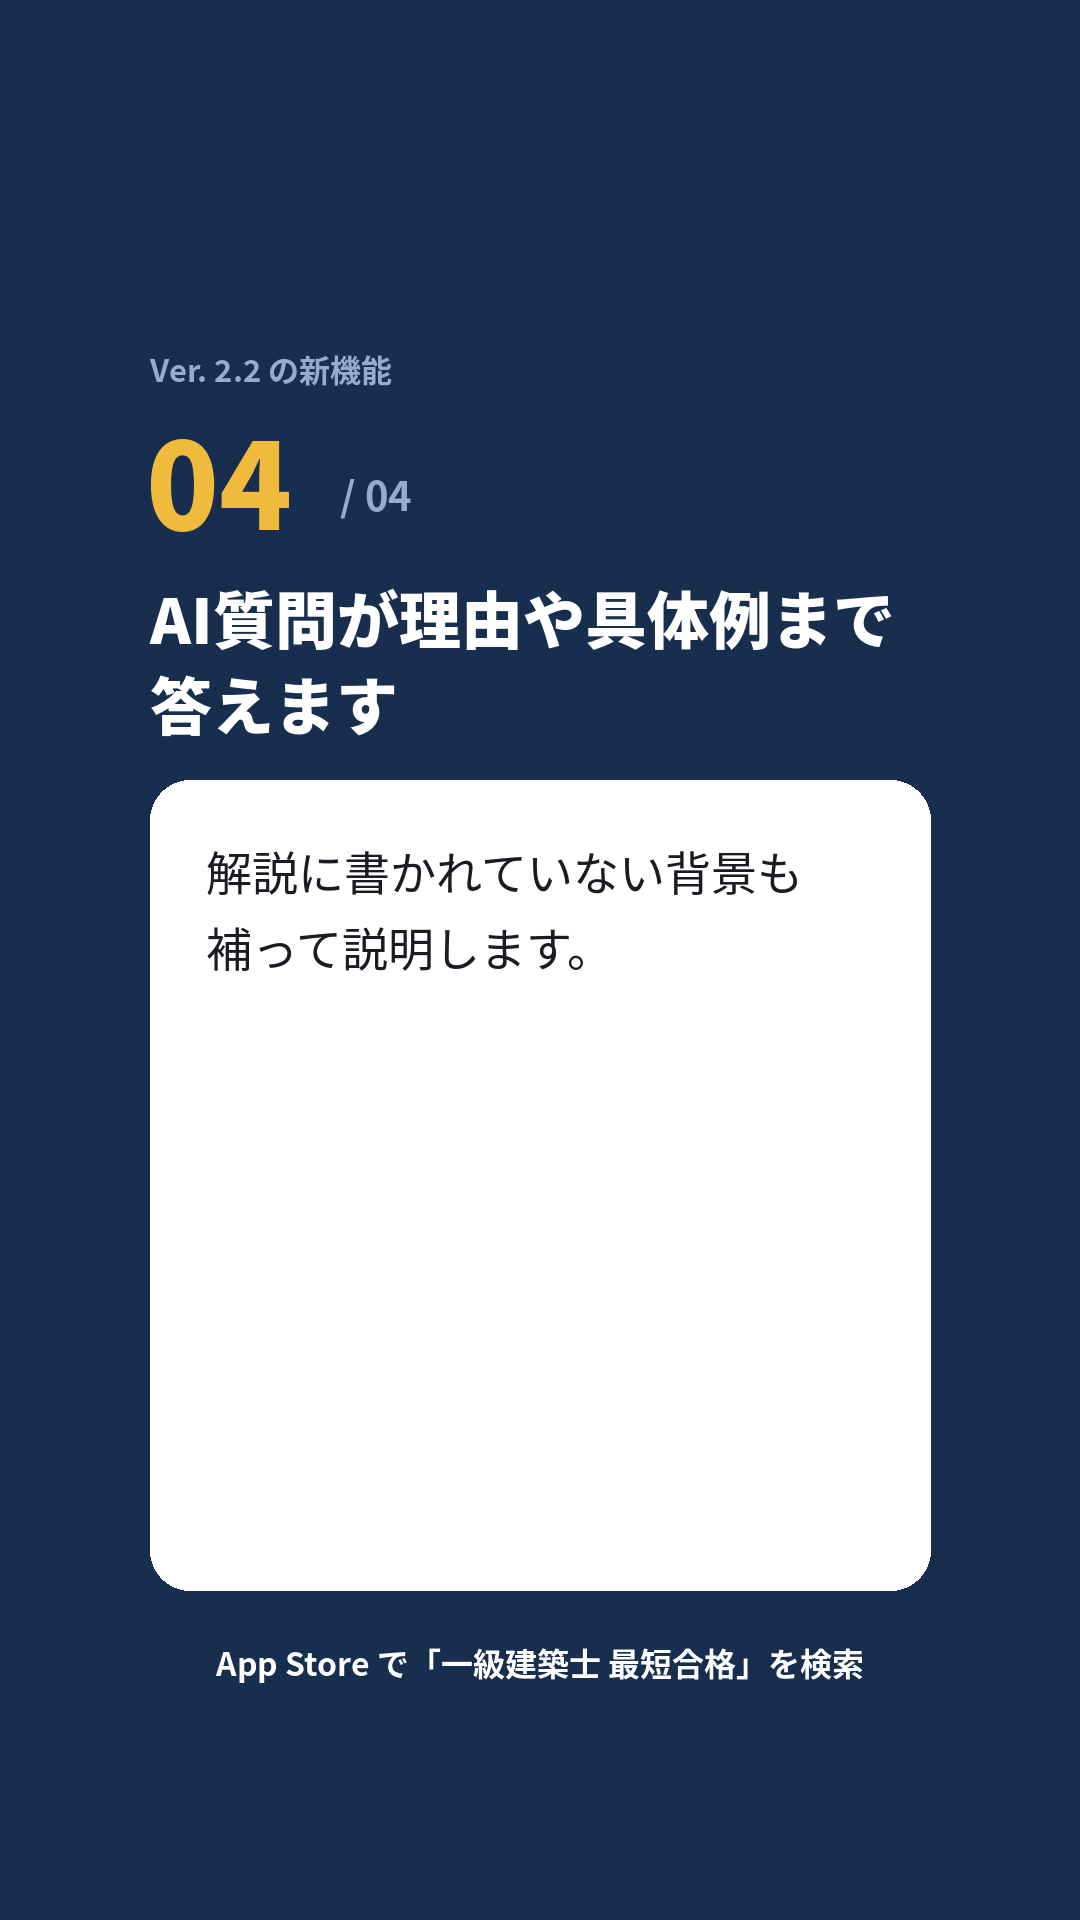 Ver. 2.2 の新機能
04 / 04
AI質問が理由や具体例まで
答えます
解説に書かれていない背景も
補って説明します。
App Store で「一級建築士 最短合格」を検索